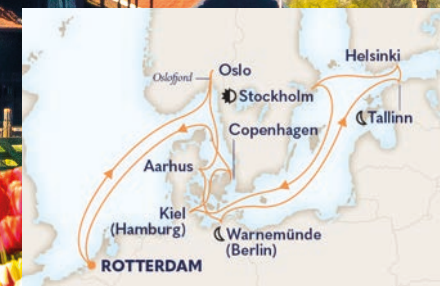 Oslo
Oslofjord
Helsinki
Stockholm
Tallinn
Copenhagen
Aarhus
Kiel
(Hamburg)
Warnemünde
(Berlin)
ROTTERDAM